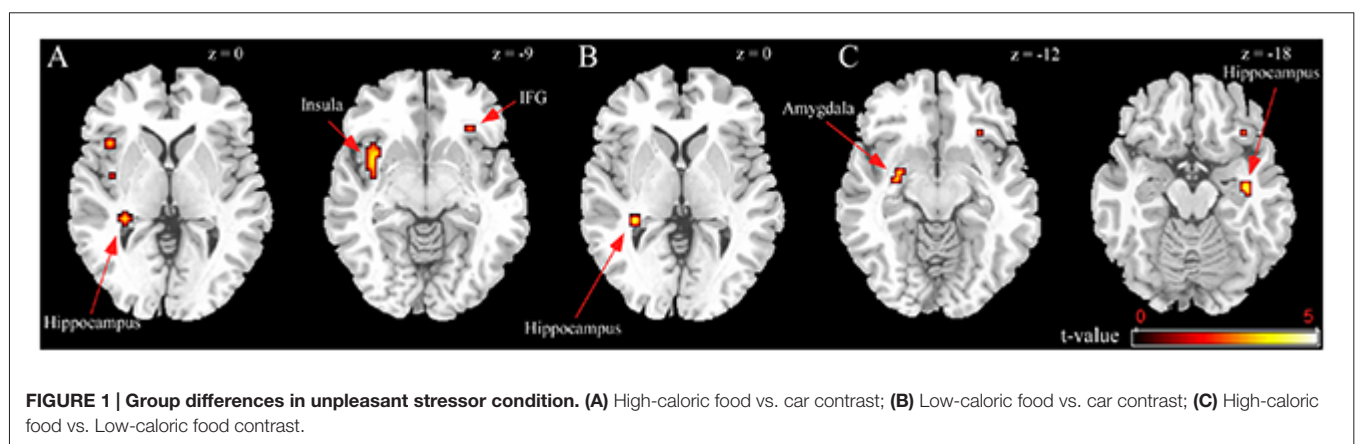 A
z = 0
z = -9
B
z = 0
C
z = -12
z = -18
Hippocampus
Insula
IFG
Amygdala
Hippocampus
Hippocampus
0
5
t-value
FIGURE 1 | Group differences in unpleasant stressor condition. (A) High-caloric food vs. car contrast; (B) Low-caloric food vs. car contrast; (C) High-caloric
food vs. Low-caloric food contrast.